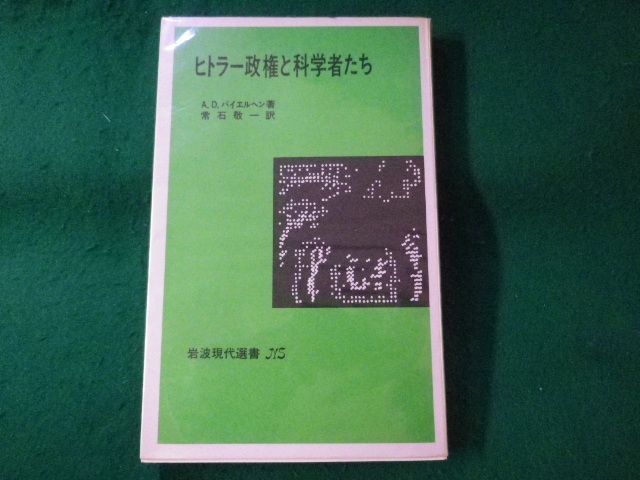 ヒトラー政権と科学者たち
A.D.バイエルヘン著
常石敬一訳
岩波現代選書 NS